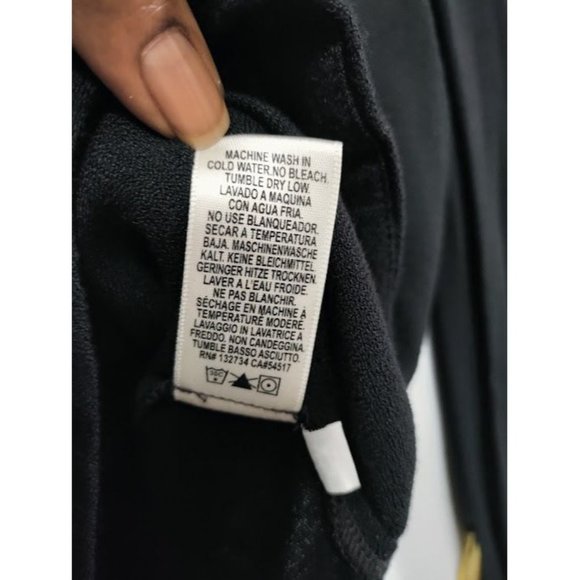 MACHINE WASH IN
COLD WATER.NO BLEACH.
TUMBLE DRY LOW.
LAVADO A MAQUINA
CON AGUA FRIA.
NO USE BLANQUEADOR.
SECAR A TEMPERATURA
BAJA. MASCHINENWASCHE
KALT. KEINE BLEICHMITTEL.
GERINGER HITZE TROCKNEN.
LAVER A L'EAU FROIDE
NE PAS BLANCHIR.
SÉCHAGE EN MACHINE À
TEMPERATURE MODERÉ.
LAVAGGIO IN LAVATRICE A
FREDDO. NON CANDEGGINA.
TUMBLE BASSO ASCIUTTO.
RN# 132734 CA#54517